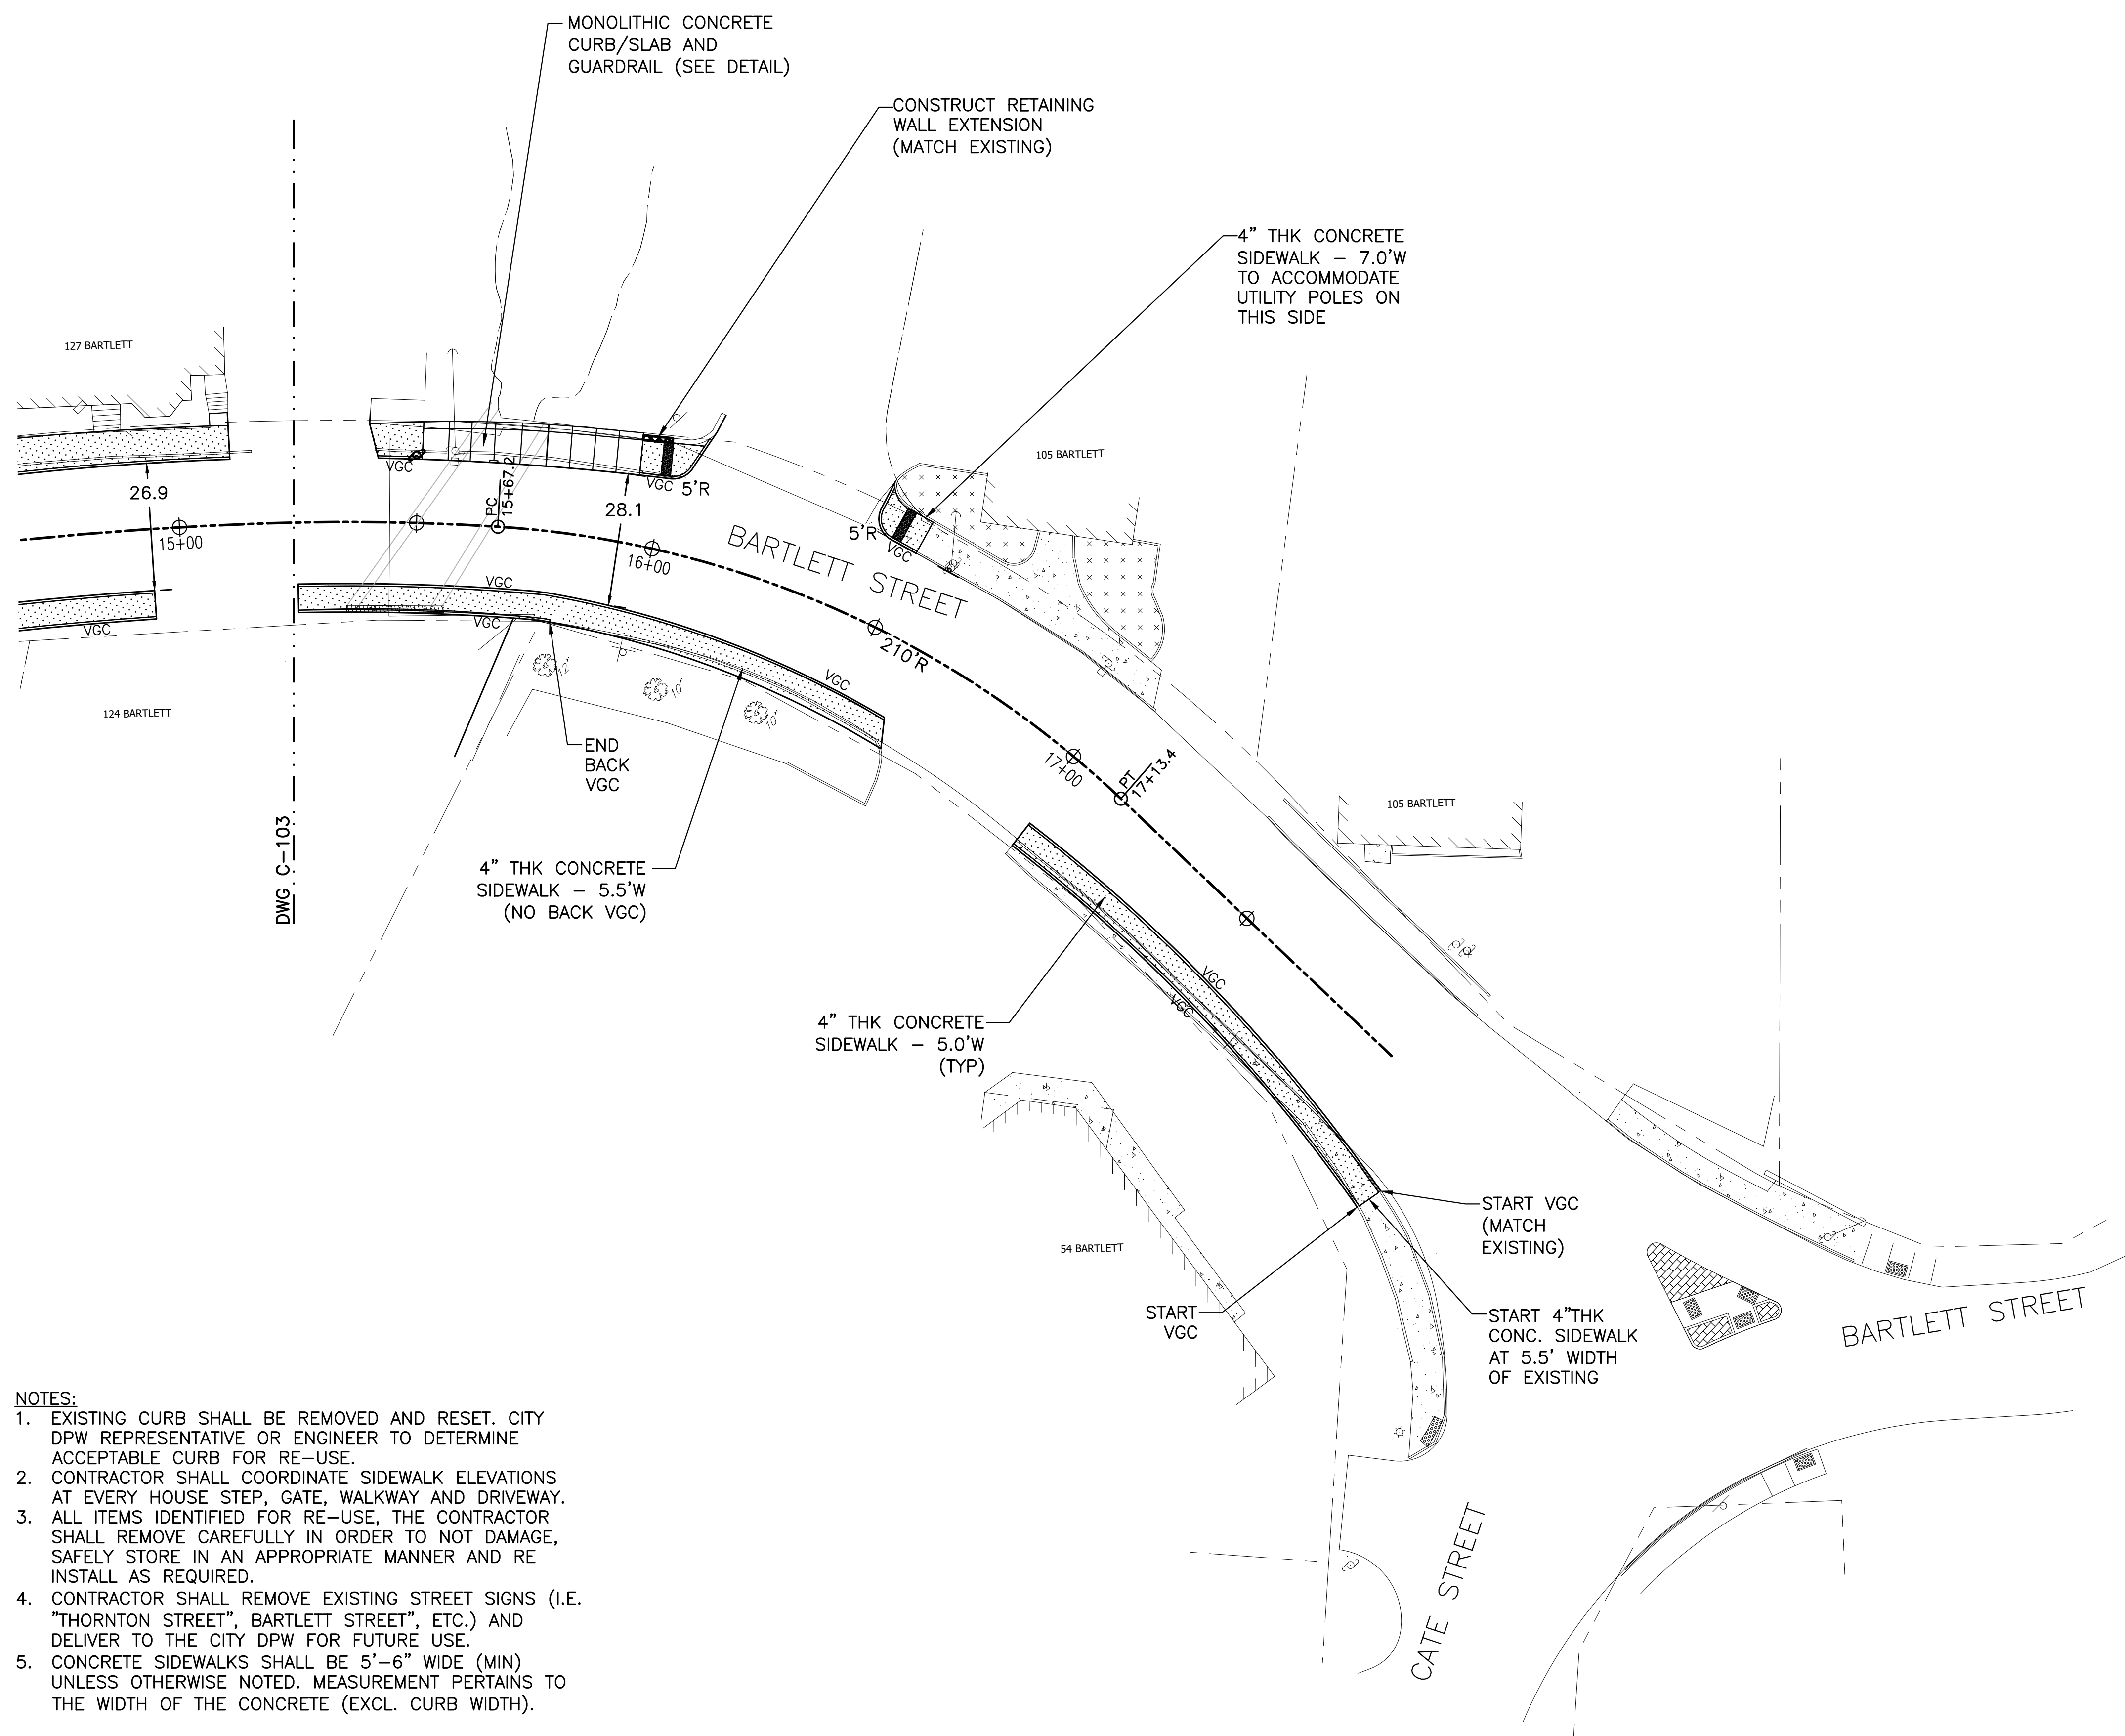 MONOLITHIC CONCRETE
CURB/SLAB AND
GUARDRAIL (SEE DETAIL)
CONSTRUCT RETAINING
WALL EXTENSION
(MATCH EXISTING)
4" THK CONCRETE
SIDEWALK – 7.0'W
TO ACCOMMODATE
UTILITY POLES ON
THIS SIDE
127 BARTLETT
105 BARTLETT
VGC
PC
15+67.2
VGC
5'R
26.9
28.1
15+00
16+00
BARTLETT STREET
5'R
VGC
210'R
VGC
VGC
VGC
VGC
12"
10"
10"
124 BARTLETT
END
BACK
VGC
17+00
PT
17+13.4
105 BARTLETT
DWG C-103
4" THK CONCRETE
SIDEWALK – 5.5'W
(NO BACK VGC)
VGC
VGC
4" THK CONCRETE
SIDEWALK – 5.0'W
(TYP)
START VGC
(MATCH
EXISTING)
54 BARTLETT
START
VGC
START 4"THK
CONC. SIDEWALK
AT 5.5' WIDTH
OF EXISTING
BARTLETT STREET
CATE STREET
NOTES:
1. EXISTING CURB SHALL BE REMOVED AND RESET. CITY
DPW REPRESENTATIVE OR ENGINEER TO DETERMINE
ACCEPTABLE CURB FOR RE-USE.
2. CONTRACTOR SHALL COORDINATE SIDEWALK ELEVATIONS
AT EVERY HOUSE STEP, GATE, WALKWAY AND DRIVEWAY.
3. ALL ITEMS IDENTIFIED FOR RE-USE, THE CONTRACTOR
SHALL REMOVE CAREFULLY IN ORDER TO NOT DAMAGE,
SAFELY STORE IN AN APPROPRIATE MANNER AND RE
INSTALL AS REQUIRED.
4. CONTRACTOR SHALL REMOVE EXISTING STREET SIGNS (I.E.
"THORNTON STREET", BARTLETT STREET", ETC.) AND
DELIVER TO THE CITY DPW FOR FUTURE USE.
5. CONCRETE SIDEWALKS SHALL BE 5'-6" WIDE (MIN)
UNLESS OTHERWISE NOTED. MEASUREMENT PERTAINS TO
THE WIDTH OF THE CONCRETE (EXCL. CURB WIDTH).